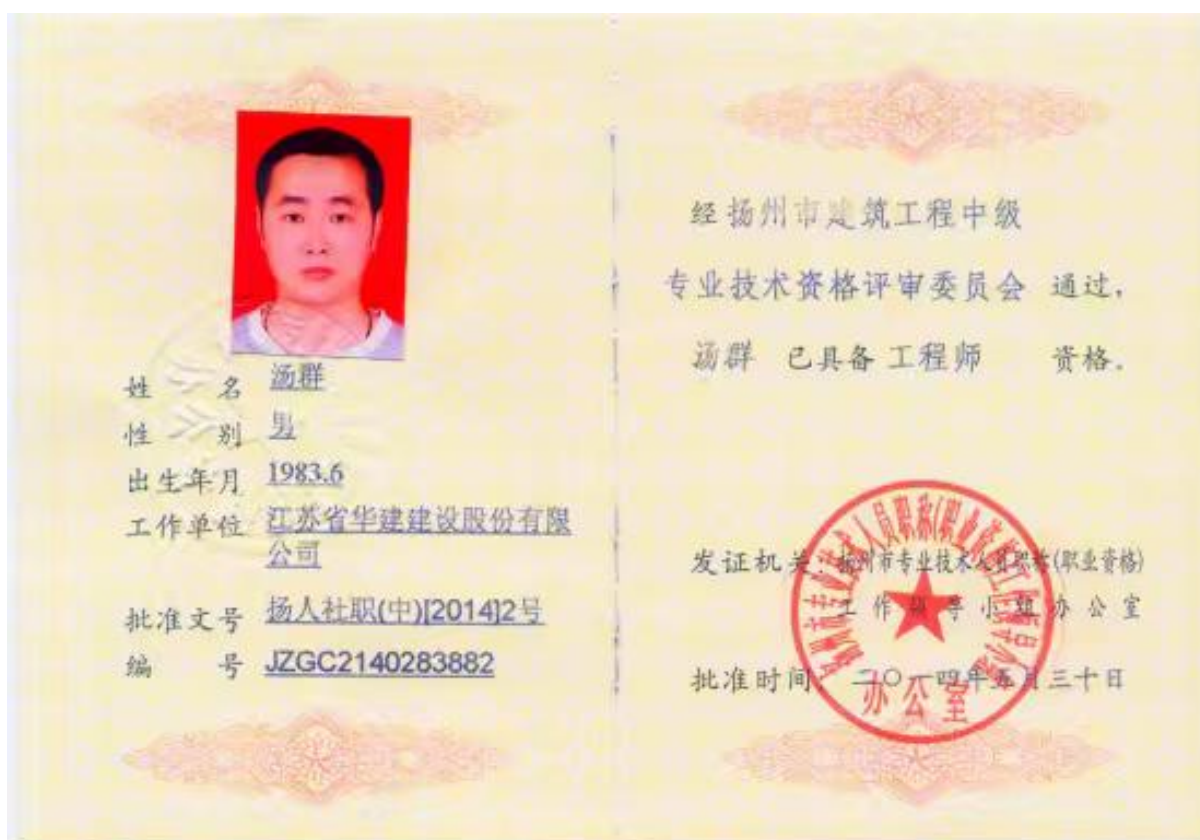 姓 名 汤群
性 别 男
出生年月 1983.6
工作单位 江苏省华建建设股份有限
公司
批准文号 扬人社职(中)[2014]2号
编 号 JZGC2140283882
经扬州市建筑工程中级
专业技术资格评审委员会 通过,
汤群 已具备 工程师 资格.
发证机关: 扬州市专业技术人员职称(职业资格)
工作领导小组办公室
批准时间: 二〇一四年五月三十日
办公室